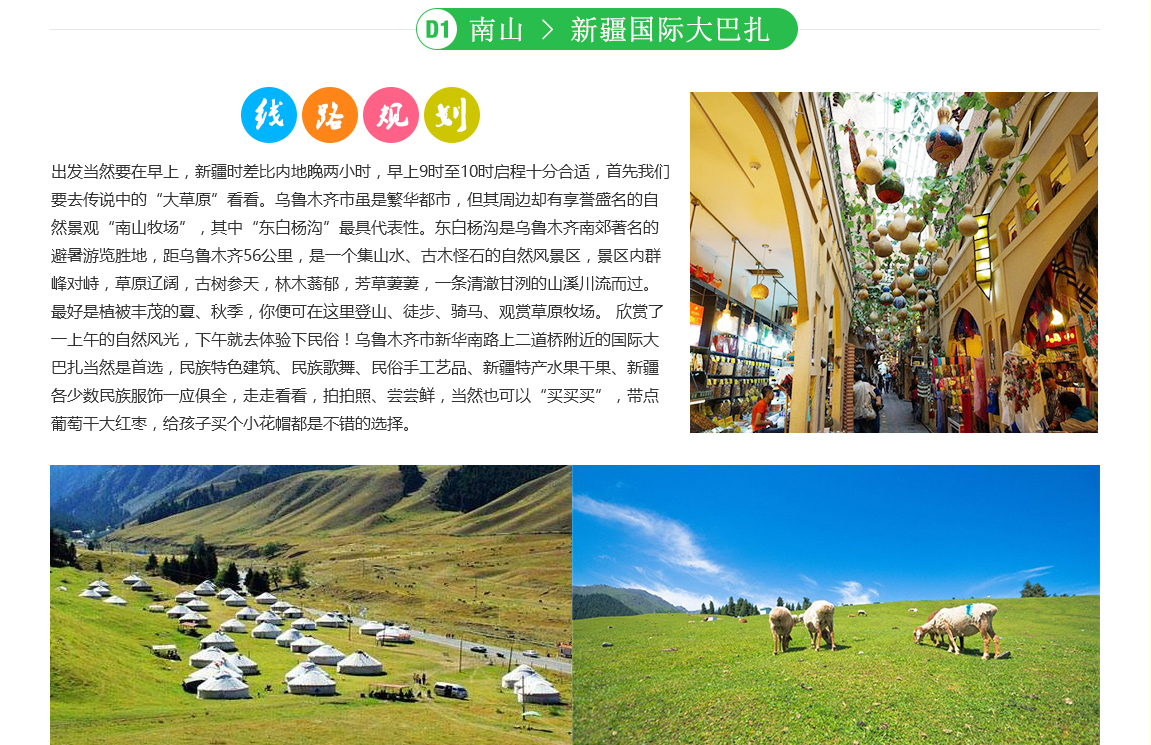 D1 南山 > 新疆国际大巴扎
线路规划
出发当然要在早上，新疆时差比内地晚两小时，早上9时至10时启程十分合适，首先我们
要去传说中的“大草原”看看。乌鲁木齐市虽是繁华都市，但其周边却有享誉盛名的自
然景观“南山牧场”，其中“东白杨沟”最具代表性。东白杨沟是乌鲁木齐南郊著名的
避暑游览胜地，距乌鲁木齐56公里，是一个集山水、古木怪石的自然风景区，景区内群
峰对峙，草原辽阔，古树参天，林木蓊郁，芳草萋萋，一条清澈甘洌的山溪川流而过。
最好是植被丰茂的夏、秋季，你便可在这里登山、徒步、骑马、观赏草原牧场。 欣赏了
一上午的自然风光，下午就去体验下民俗！乌鲁木齐市新华南路上二道桥附近的国际大
巴扎当然是首选，民族特色建筑、民族歌舞、民俗手工艺品、新疆特产水果干果、新疆
各少数民族服饰一应俱全，走走看看，拍拍照、尝尝鲜，当然也可以“买买买”，带点
葡萄干大红枣，给孩子买个小花帽都是不错的选择。